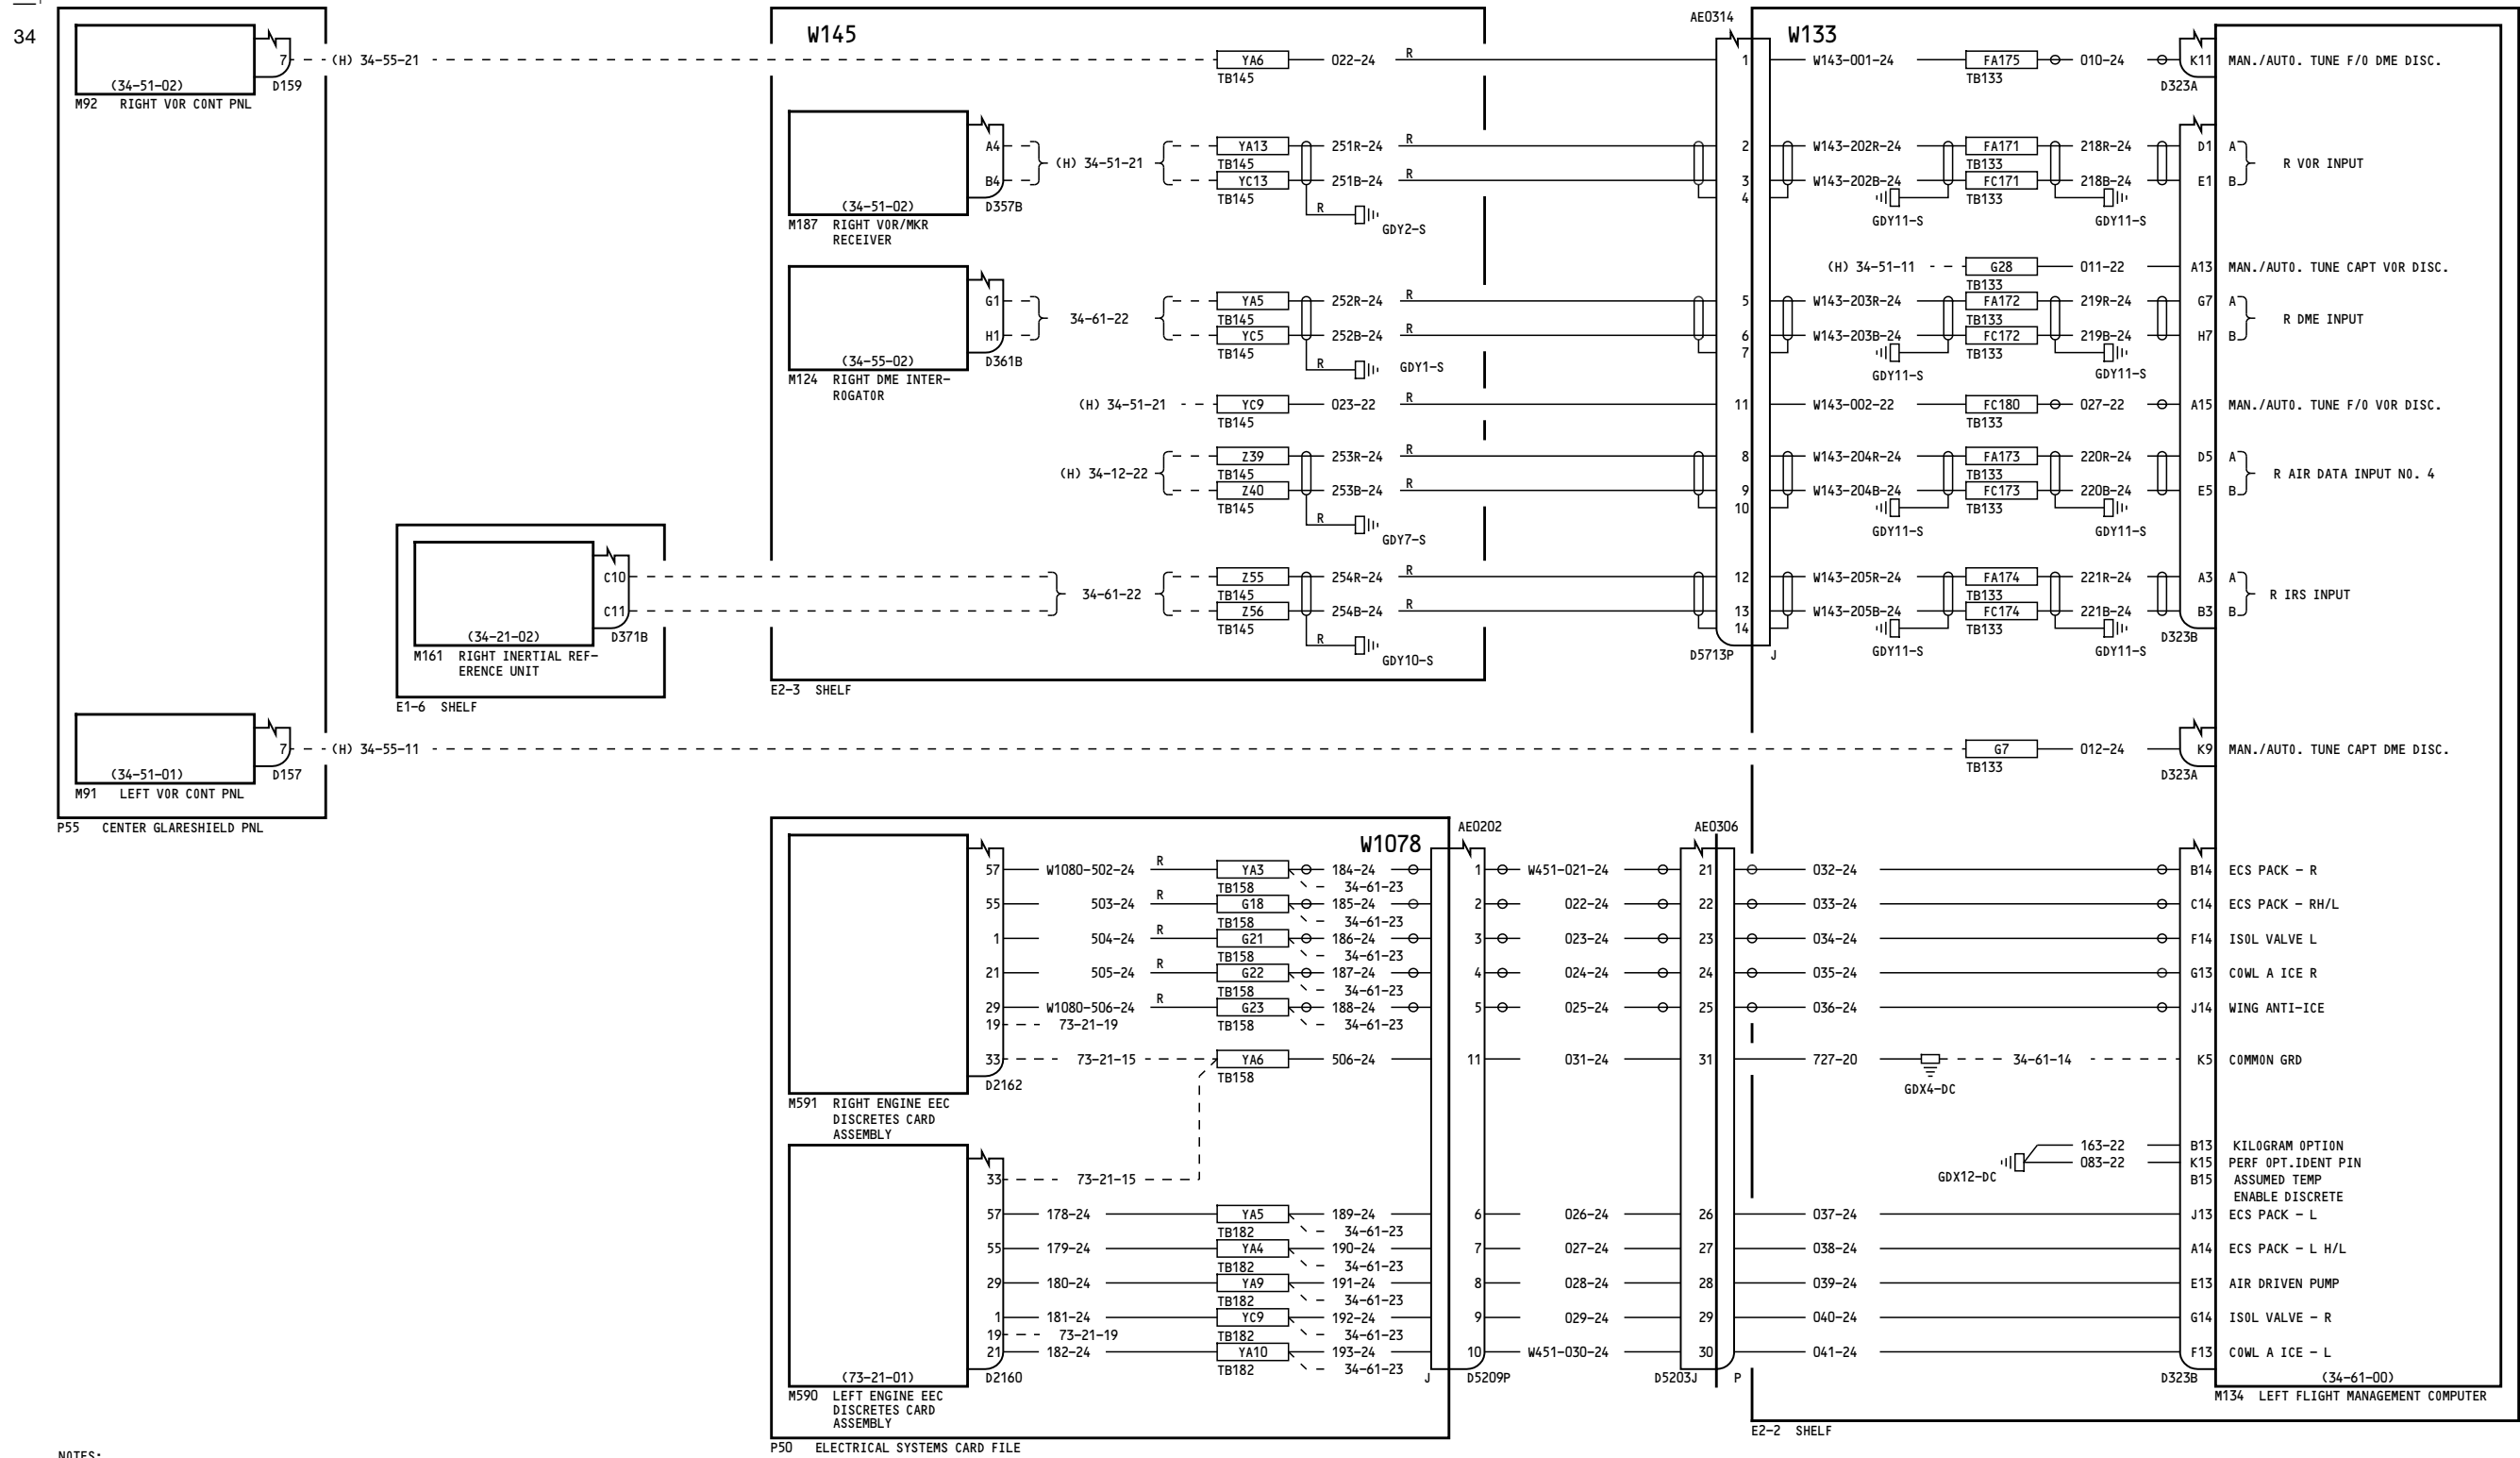 34
W145
AE0314
W133
7
(H) 34-55-21
YA6
022-24
R
1
W143-001-24
FA175
010-24
K11
MAN./AUTO. TUNE F/O DME DISC.
(34-51-02)
D159
TB145
TB133
D323A
M92 RIGHT VOR CONT PNL
A4
YA13
251R-24
R
2
W143-202R-24
FA171
218R-24
D1
A
(H) 34-51-21
TB145
TB133
R VOR INPUT
B4
YC13
251B-24
R
3
W143-202B-24
FC171
218B-24
E1
B
(34-51-02)
D357B
TB145
R
4
TB133
M187 RIGHT VOR/MKR
RECEIVER
GDY2-S
GDY11-S
GDY11-S
(H) 34-51-11
G28
011-22
A13
MAN./AUTO. TUNE CAPT VOR DISC.
TB133
G1
YA5
252R-24
R
5
W143-203R-24
FA172
219R-24
G7
A
34-61-22
TB145
TB133
R DME INPUT
H1
YC5
252B-24
R
6
W143-203B-24
FC172
219B-24
H7
B
(34-55-02)
D361B
TB145
R
GDY1-S
7
TB133
M124 RIGHT DME INTER-
ROGATOR
GDY11-S
GDY11-S
(H) 34-51-21
YC9
023-22
R
11
W143-002-22
FC180
027-22
A15
MAN./AUTO. TUNE F/O VOR DISC.
TB145
TB133
Z39
253R-24
R
8
W143-204R-24
FA173
220R-24
D5
A
(H) 34-12-22
TB145
TB133
R AIR DATA INPUT NO. 4
Z40
253B-24
R
9
W143-204B-24
FC173
220B-24
E5
B
TB145
R
10
TB133
GDY7-S
GDY11-S
GDY11-S
C10
Z55
254R-24
R
12
W143-205R-24
FA174
221R-24
A3
A
34-61-22
TB145
TB133
R IRS INPUT
C11
Z56
254B-24
R
13
W143-205B-24
FC174
221B-24
B3
B
(34-21-02)
D371B
TB145
R
14
TB133
D323B
M161 RIGHT INERTIAL REF-
ERENCE UNIT
GDY10-S
D5713P
J
GDY11-S
GDY11-S
E2-3 SHELF
E1-6 SHELF
7
(H) 34-55-11
G7
012-24
K9
MAN./AUTO. TUNE CAPT DME DISC.
(34-51-01)
D157
TB133
D323A
M91 LEFT VOR CONT PNL
P55 CENTER GLARESHIELD PNL
W1078
AE0202
AE0306
57
W1080-502-24
R
YA3
184-24
1
W451-021-24
21
032-24
B14
ECS PACK - R
TB158
34-61-23
55
503-24
R
G18
185-24
2
022-24
22
033-24
C14
ECS PACK - RH/L
TB158
34-61-23
1
504-24
R
G21
186-24
3
023-24
23
034-24
F14
ISOL VALVE L
TB158
34-61-23
21
505-24
R
G22
187-24
4
024-24
24
035-24
G13
COWL A ICE R
TB158
34-61-23
29
W1080-506-24
R
G23
188-24
5
025-24
25
036-24
J14
WING ANTI-ICE
19
73-21-19
TB158
34-61-23
33
73-21-15
YA6
506-24
11
031-24
31
727-20
34-61-14
K5
COMMON GRD
D2162
TB158
GDX4-DC
M591 RIGHT ENGINE EEC
DISCRETES CARD
ASSEMBLY
163-22
B13
KILOGRAM OPTION
083-22
K15
PERF OPT.IDENT PIN
33
73-21-15
GDX12-DC
B15
ASSUMED TEMP
ENABLE DISCRETE
57
178-24
YA5
189-24
6
026-24
26
037-24
J13
ECS PACK - L
TB182
34-61-23
55
179-24
YA4
190-24
7
027-24
27
038-24
A14
ECS PACK - L H/L
TB182
34-61-23
29
180-24
YA9
191-24
8
028-24
28
039-24
E13
AIR DRIVEN PUMP
TB182
34-61-23
1
181-24
YC9
192-24
9
029-24
29
040-24
G14
ISOL VALVE - R
19
73-21-19
TB182
34-61-23
21
182-24
YA10
193-24
10
W451-030-24
30
041-24
F13
COWL A ICE - L
(73-21-01)
D2160
TB182
34-61-23
J
D5209P
D5203J
P
D323B
(34-61-00)
M590 LEFT ENGINE EEC
DISCRETES CARD
ASSEMBLY
M134 LEFT FLIGHT MANAGEMENT COMPUTER
E2-2 SHELF
P50 ELECTRICAL SYSTEMS CARD FILE
NOTES: